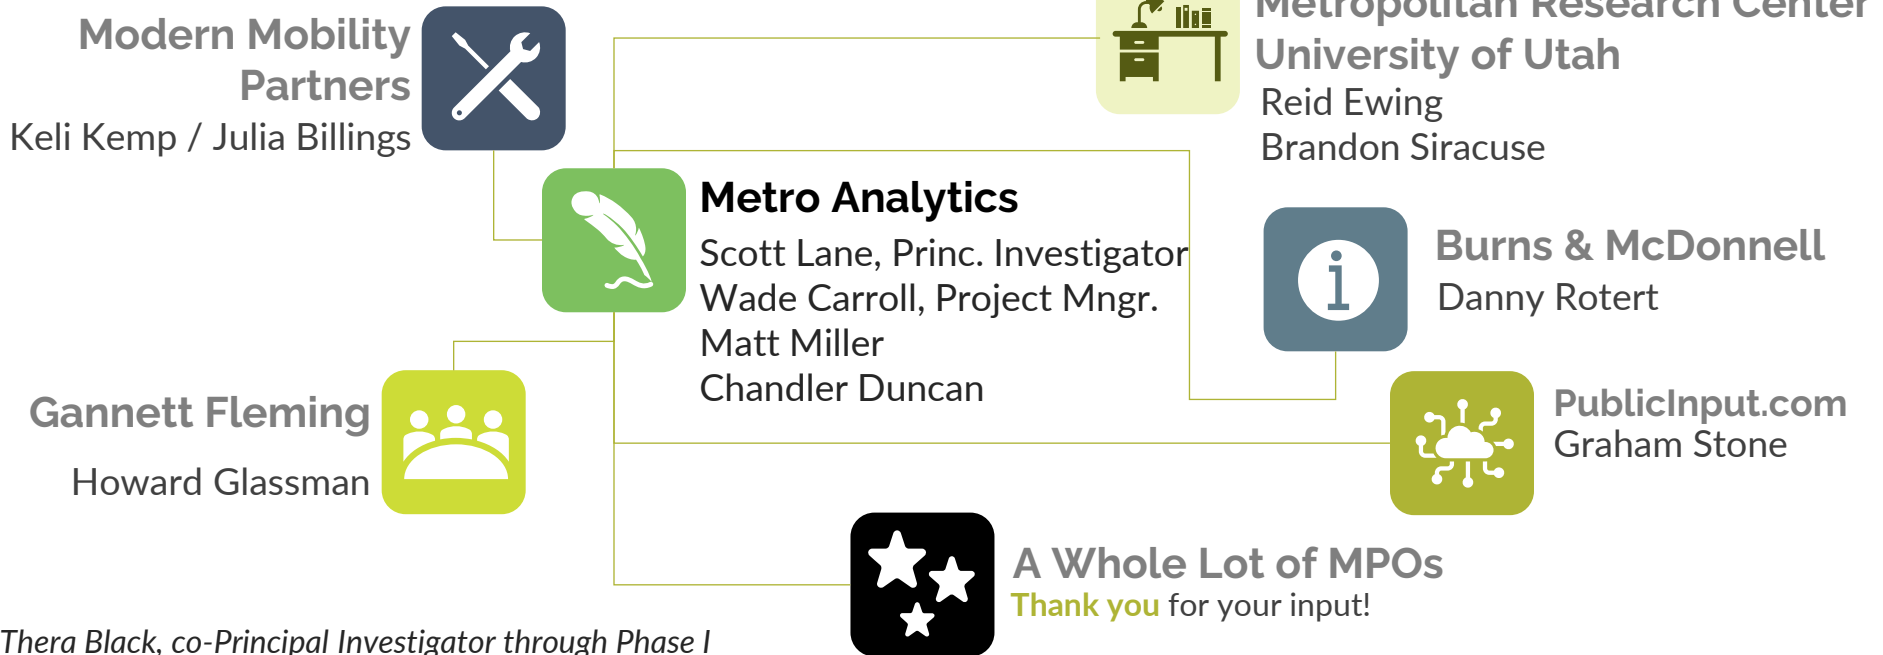 Modern Mobility
Partners
Keli Kemp / Julia Billings
Metropolitan Research Center
University of Utah
Reid Ewing
Brandon Siracuse
Metro Analytics
Scott Lane, Princ. Investigator
Wade Carroll, Project Mngr.
Matt Miller
Chandler Duncan
Burns & McDonnell
Danny Rotert
Gannett Fleming
Howard Glassman
PublicInput.com
Graham Stone
A Whole Lot of MPOs
Thank you for your input!
Thera Black, co-Principal Investigator through Phase I